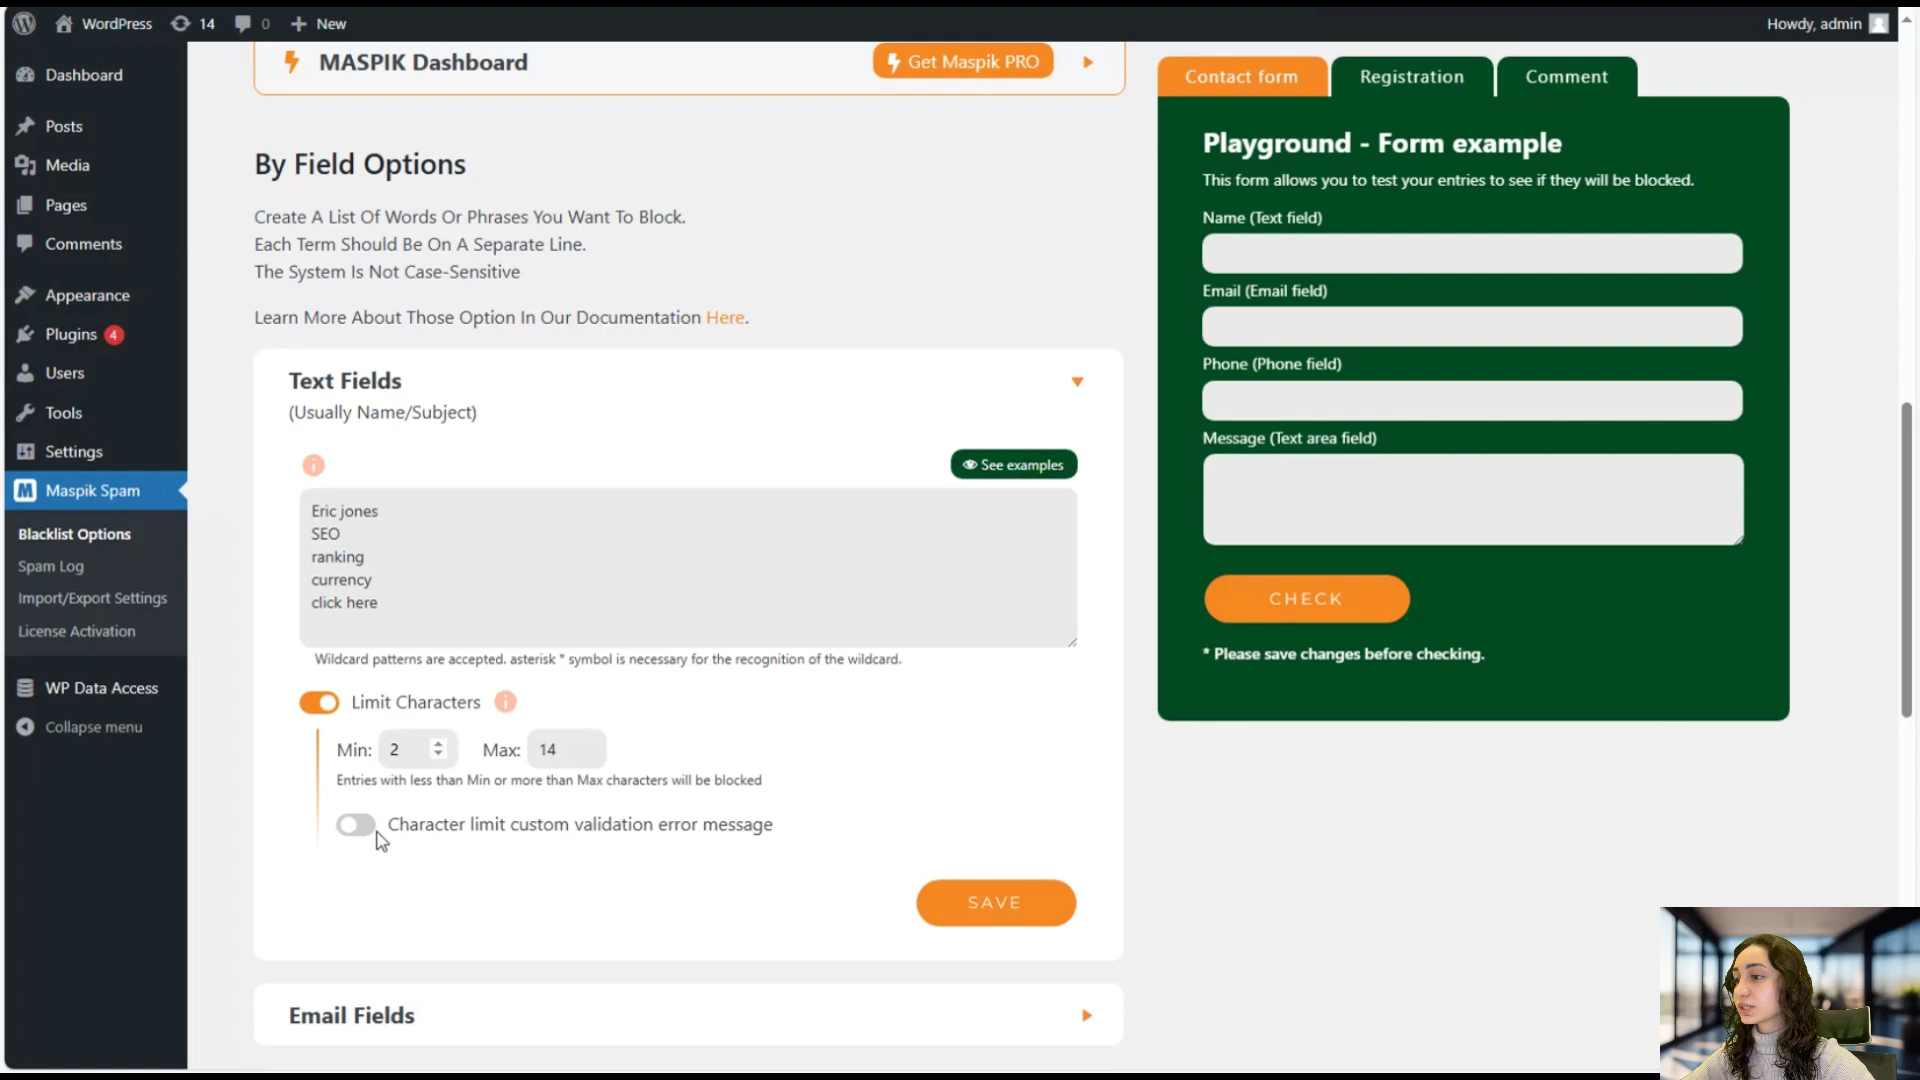 WordPress
14
0
New
Howdy, admin
Dashboard
Posts
Media
Pages
Comments
Appearance
Plugins 4
Users
Tools
Settings
Maspik Spam
Blacklist Options
Spam Log
Import/Export Settings
License Activation
WP Data Access
Collapse menu
MASPIK Dashboard
Get Maspik PRO
By Field Options
Create A List Of Words Or Phrases You Want To Block.
Each Term Should Be On A Separate Line.
The System Is Not Case-Sensitive
Learn More About Those Option In Our Documentation Here.
Text Fields
(Usually Name/Subject)
See examples
Eric jones
SEO
ranking
currency
click here
Wildcard patterns are accepted. asterisk * symbol is necessary for the recognition of the wildcard.
Limit Characters
Min: 2 Max: 14
Entries with less than Min or more than Max characters will be blocked
Character limit custom validation error message
SAVE
Email Fields
Contact form
Registration
Comment
Playground - Form example
This form allows you to test your entries to see if they will be blocked.
Name (Text field)
Email (Email field)
Phone (Phone field)
Message (Text area field)
CHECK
* Please save changes before checking.